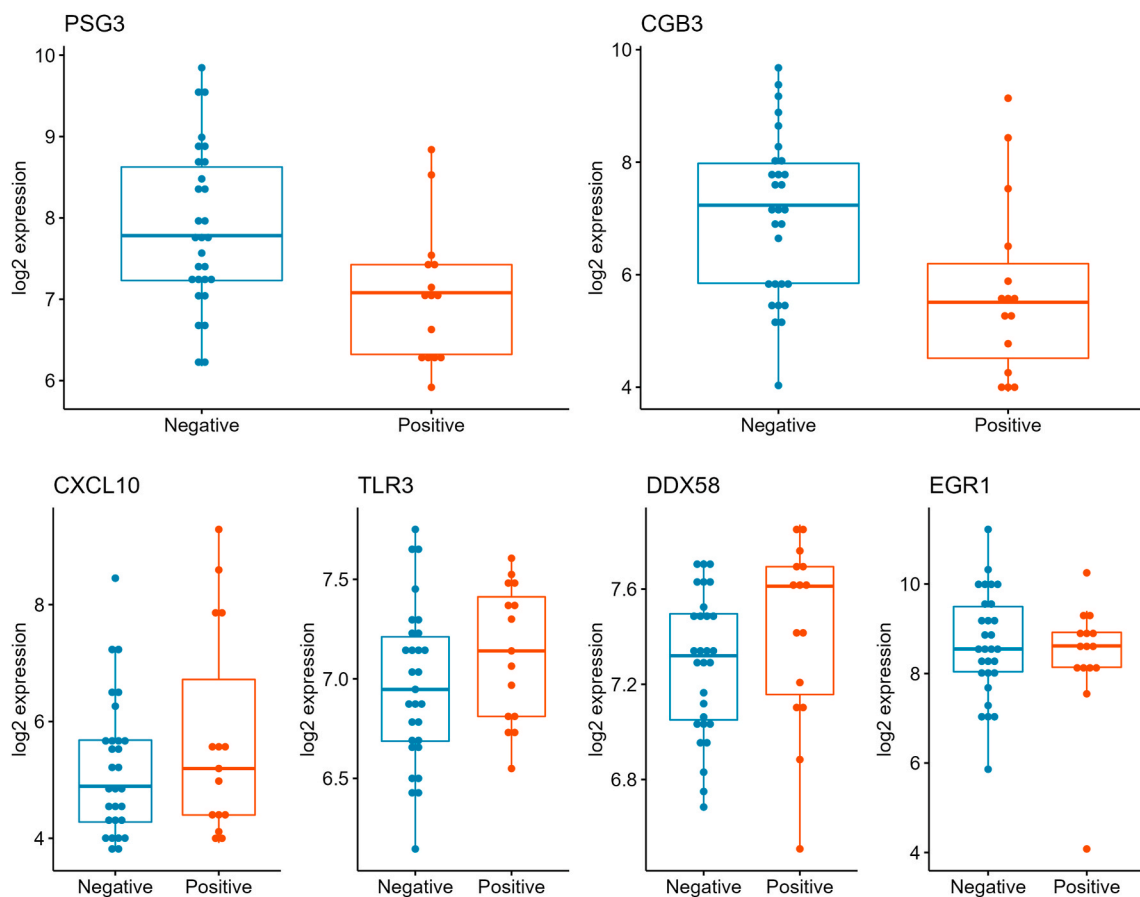 PSG3
10
9
8
7
6
log2 expression
Negative
Positive
CGB3
10
8
6
4
log2 expression
Negative
Positive
CXCL10
8
6
4
log2 expression
Negative
Positive
TLR3
7.5
7.0
6.5
log2 expression
Negative
Positive
DDX58
7.6
7.2
6.8
log2 expression
Negative
Positive
EGR1
10
8
6
4
log2 expression
Negative
Positive